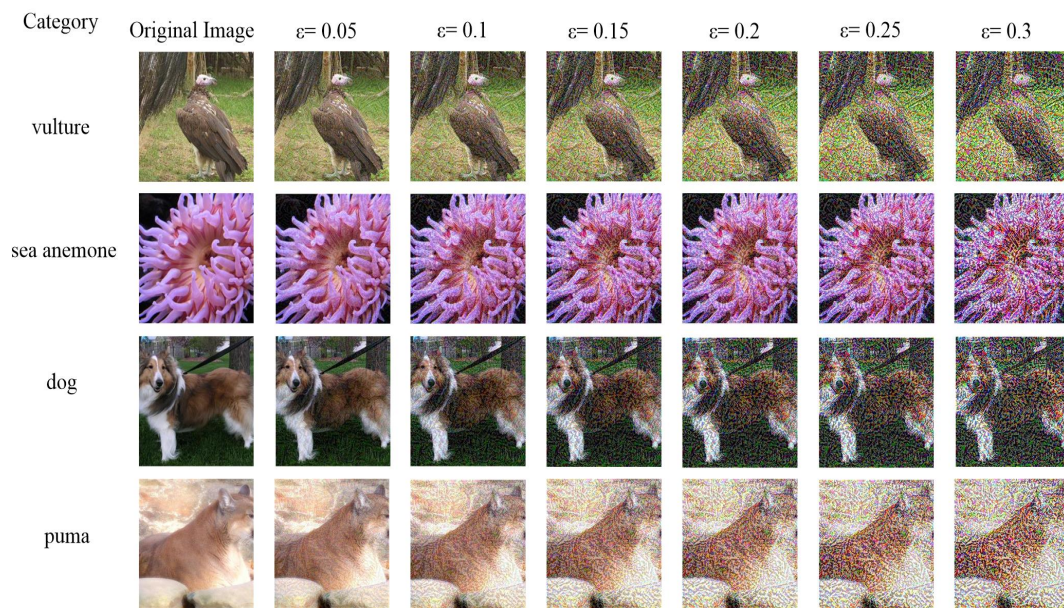 Category Original Image ε= 0.05 ε= 0.1 ε= 0.15 ε= 0.2 ε= 0.25 ε= 0.3
vulture
sea anemone
dog
puma